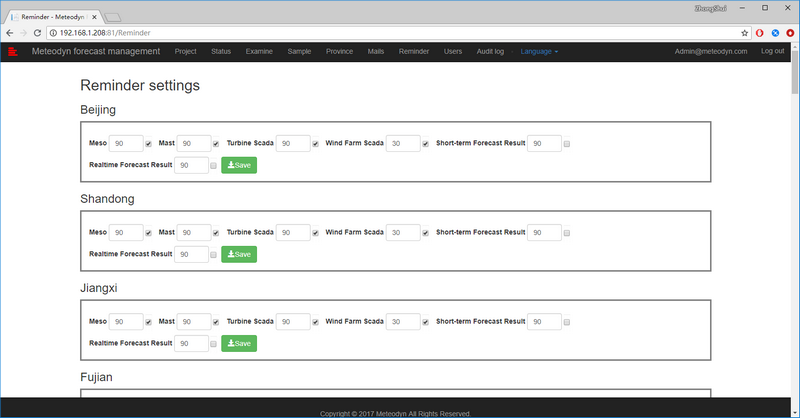 ZhongShui
Reminder - Meteodyn
192.168.1.208:81/Reminder
Meteodyn forecast management Project Status Examine Sample Province Mails Reminder Users Audit log Language Admin@meteodyn.com Log out
Reminder settings
Beijing
Meso 90 Mast 90 Turbine Scada 90 Wind Farm Scada 30 Short-term Forecast Result 90
Realtime Forecast Result 90 Save
Shandong
Meso 90 Mast 90 Turbine Scada 90 Wind Farm Scada 30 Short-term Forecast Result 90
Realtime Forecast Result 90 Save
Jiangxi
Meso 90 Mast 90 Turbine Scada 90 Wind Farm Scada 30 Short-term Forecast Result 90
Realtime Forecast Result 90 Save
Fujian
Copyright © 2017 Meteodyn All Rights Reserved